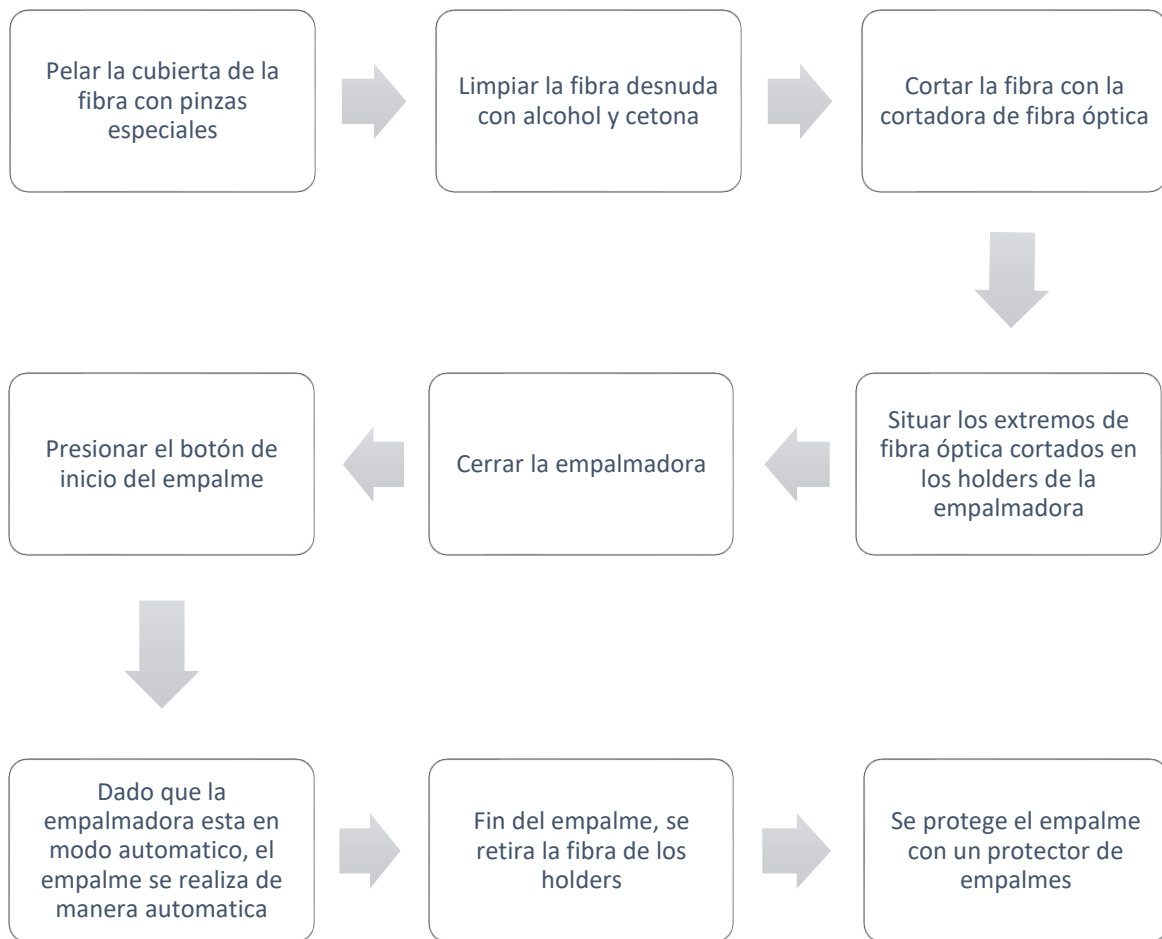 Pelar la cubierta de la
fibra con pinzas
especiales
Limpiar la fibra desnuda
con alcohol y cetona
Cortar la fibra con la
cortadora de fibra óptica
Situar los extremos de
fibra óptica cortados en
los holders de la
empalmadora
Cerrar la empalmadora
Presionar el botón de
inicio del empalme
Dado que la
empalmadora esta en
modo automatico, el
empalme se realiza de
manera automatica
Fin del empalme, se
retira la fibra de los
holders
Se protege el empalme
con un protector de
empalmes